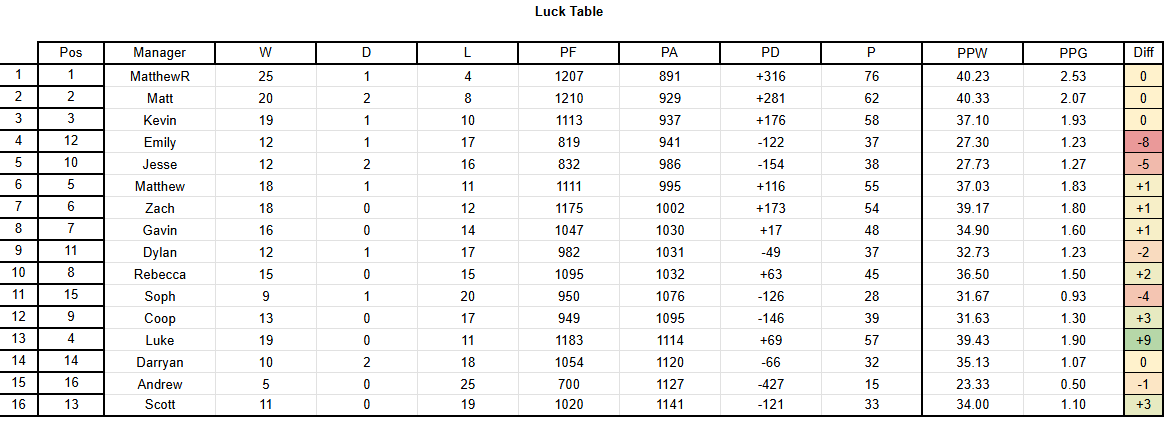 Luck Table
Pos Manager W D L PF PA PD P PPW PPG Diff
1 1 MatthewR 25 1 4 1207 891 +316 76 40.23 2.53 0
2 2 Matt 20 2 8 1210 929 +281 62 40.33 2.07 0
3 3 Kevin 19 1 10 1113 937 +176 58 37.10 1.93 0
4 12 Emily 12 1 17 819 941 -122 37 27.30 1.23 -8
5 10 Jesse 12 2 16 832 986 -154 38 27.73 1.27 -5
6 5 Matthew 18 1 11 1111 995 +116 55 37.03 1.83 +1
7 6 Zach 18 0 12 1175 1002 +173 54 39.17 1.80 +1
8 7 Gavin 16 0 14 1047 1030 +17 48 34.90 1.60 +1
9 11 Dylan 12 1 17 982 1031 -49 37 32.73 1.23 -2
10 8 Rebecca 15 0 15 1095 1032 +63 45 36.50 1.50 +2
11 15 Soph 9 1 20 950 1076 -126 28 31.67 0.93 -4
12 9 Coop 13 0 17 949 1095 -146 39 31.63 1.30 +3
13 4 Luke 19 0 11 1183 1114 +69 57 39.43 1.90 +9
14 14 Darryan 10 2 18 1054 1120 -66 32 35.13 1.07 0
15 16 Andrew 5 0 25 700 1127 -427 15 23.33 0.50 -1
16 13 Scott 11 0 19 1020 1141 -121 33 34.00 1.10 +3